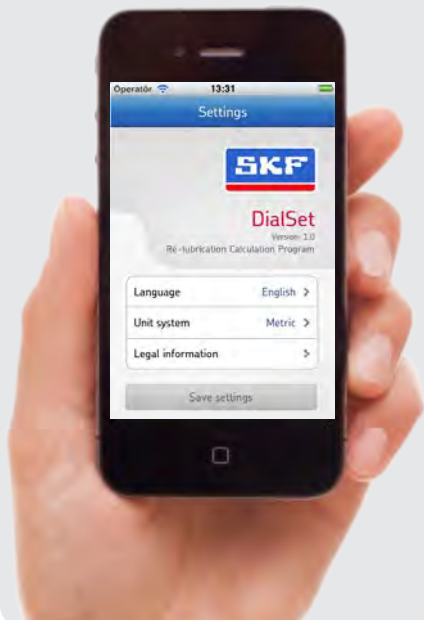 Operatör 13:31
Settings
SKF
DialSet
Version 1.0
Re-lubrication Calculation Program
Language English
Unit system Metric
Legal information
Save settings